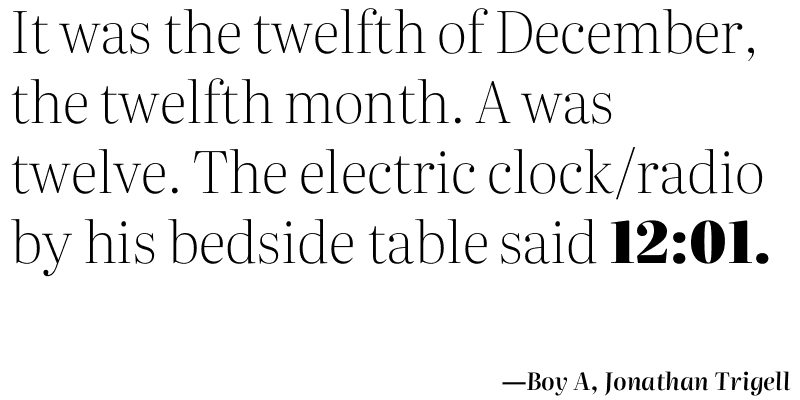 It was the twelfth of December,
the twelfth month. A was
twelve. The electric clock/radio
by his bedside table said 12:01.
—Boy A, Jonathan Trigell